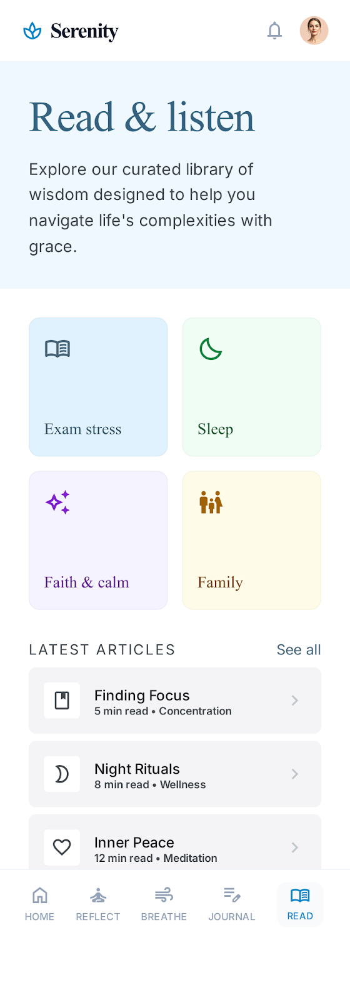 Serenity
Read & listen
Explore our curated library of
wisdom designed to help you
navigate life's complexities with
grace.
Exam stress
Sleep
Faith & calm
Family
LATEST ARTICLES
See all
Finding Focus
5 min read • Concentration
Night Rituals
8 min read • Wellness
Inner Peace
12 min read • Meditation
HOME
REFLECT
BREATHE
JOURNAL
READ